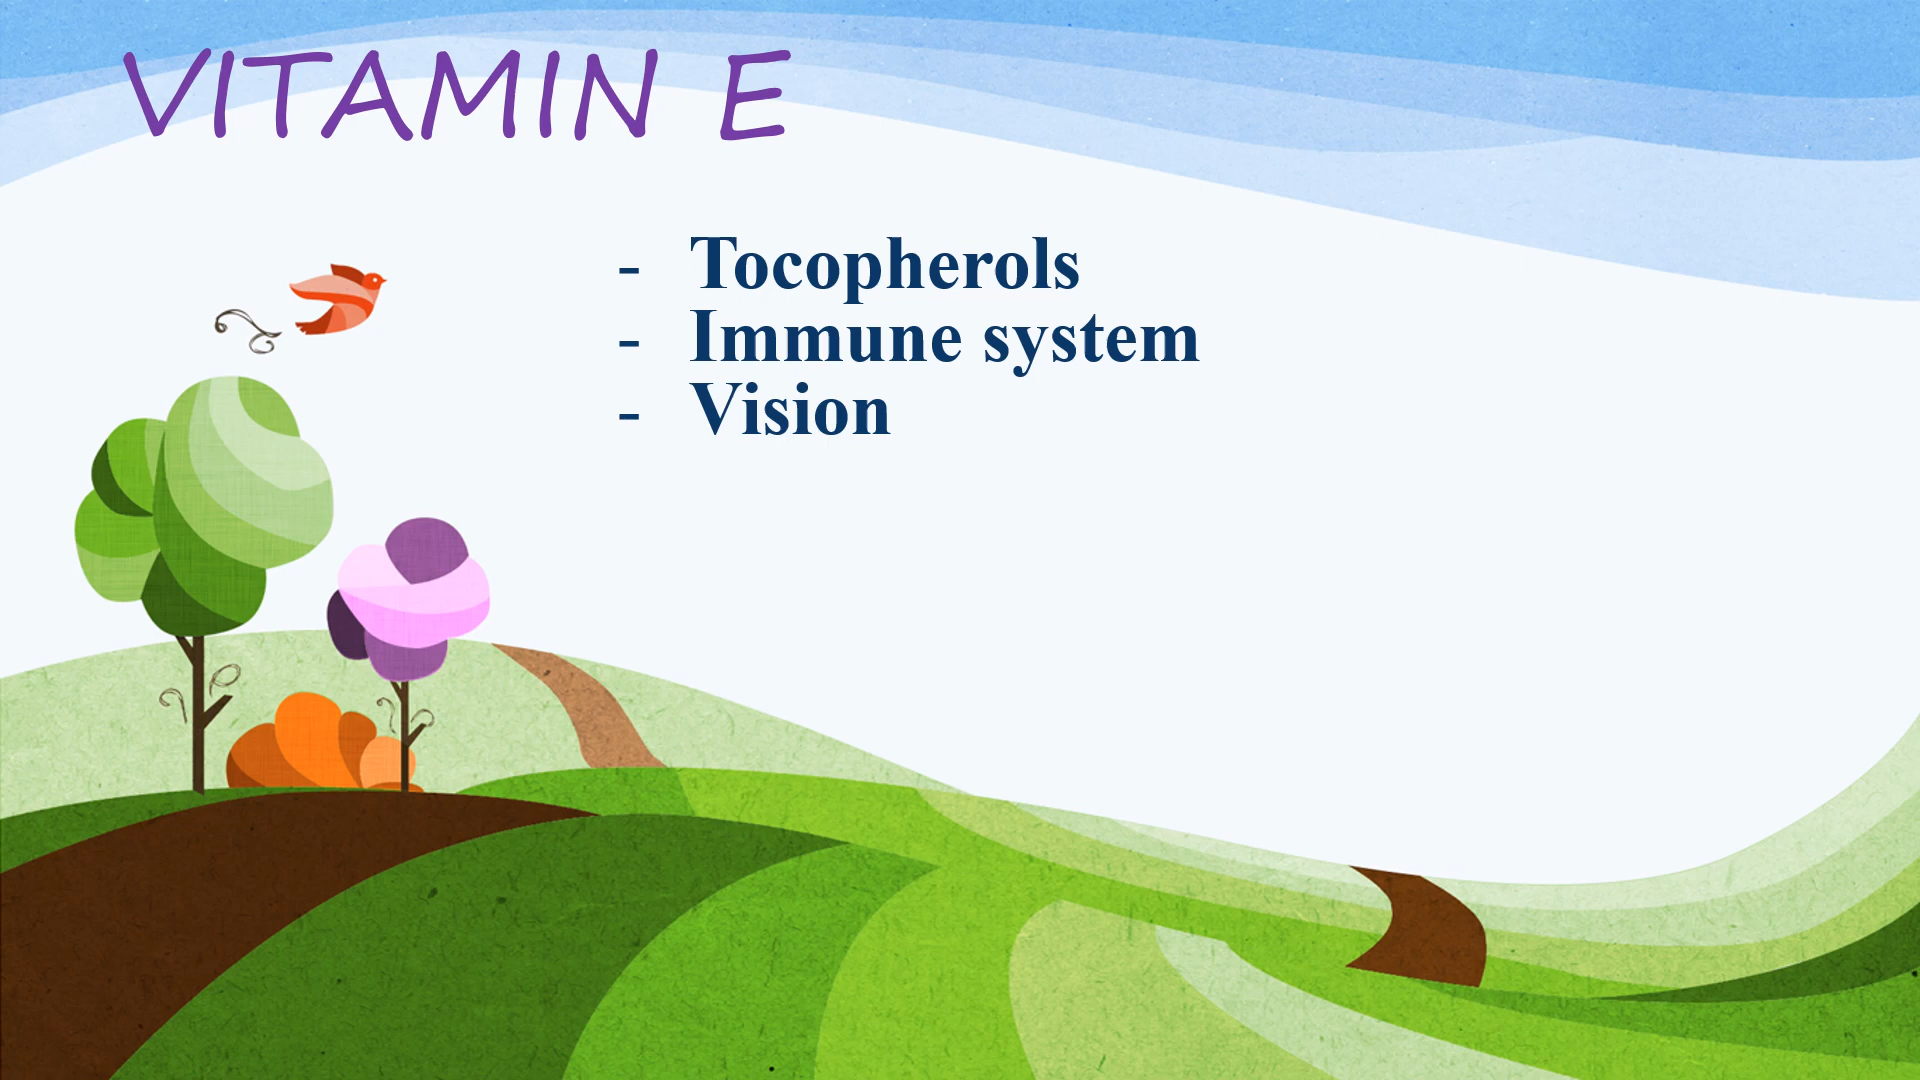 VITAMIN E
- Tocopherols
- Immune system
- Vision